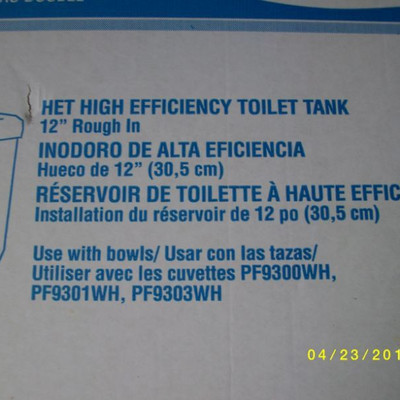 HET HIGH EFFICIENCY TOILET TANK
12" Rough In
INODORO DE ALTA EFICIENCIA
Hueco de 12" (30,5 cm)
RÉSERVOIR DE TOILETTE À HAUTE EFFIC
Installation du réservoir de 12 po (30,5 cm)
Use with bowls/ Usar con las tazas/
Utiliser avec les cuvettes PF9300WH,
PF9301WH, PF9303WH
04/23/201